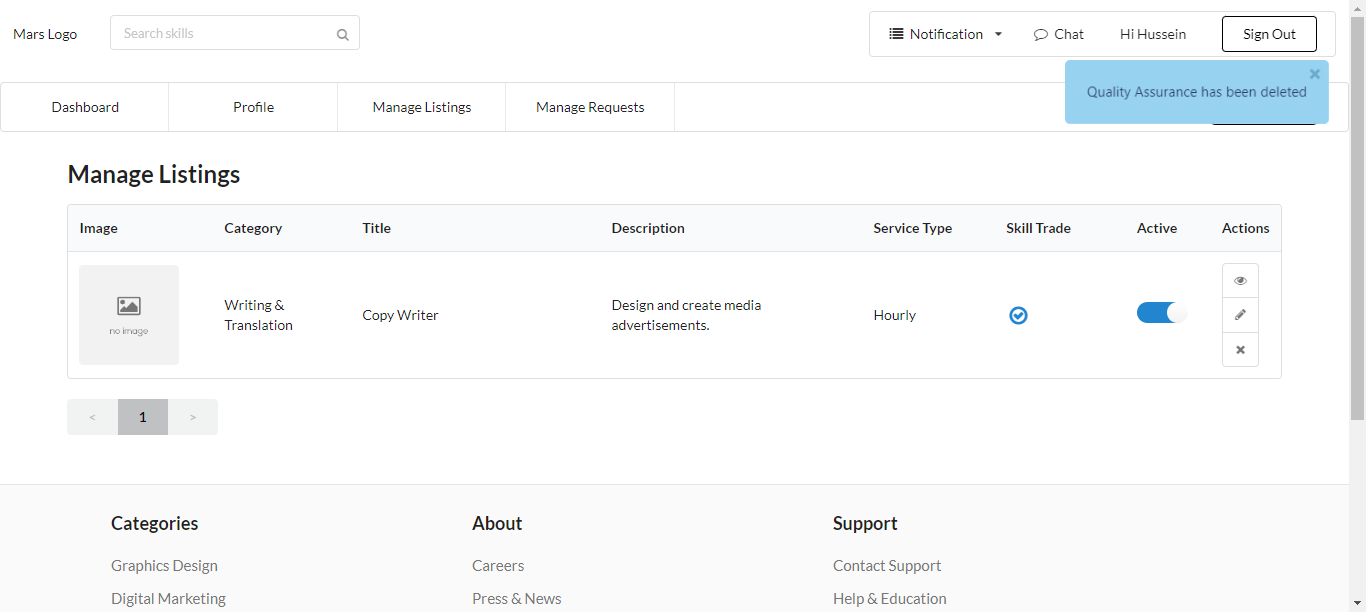 Mars Logo
Search skills
Notification
Chat
Hi Hussein
Sign Out
Quality Assurance has been deleted
Dashboard
Profile
Manage Listings
Manage Requests
Manage Listings
Image Category Title Description Service Type Skill Trade Active Actions
no image
Writing &
Translation
Copy Writer
Design and create media
advertisements.
Hourly
< 1 >
Categories About Support
Graphics Design Careers Contact Support
Digital Marketing Press & News Help & Education